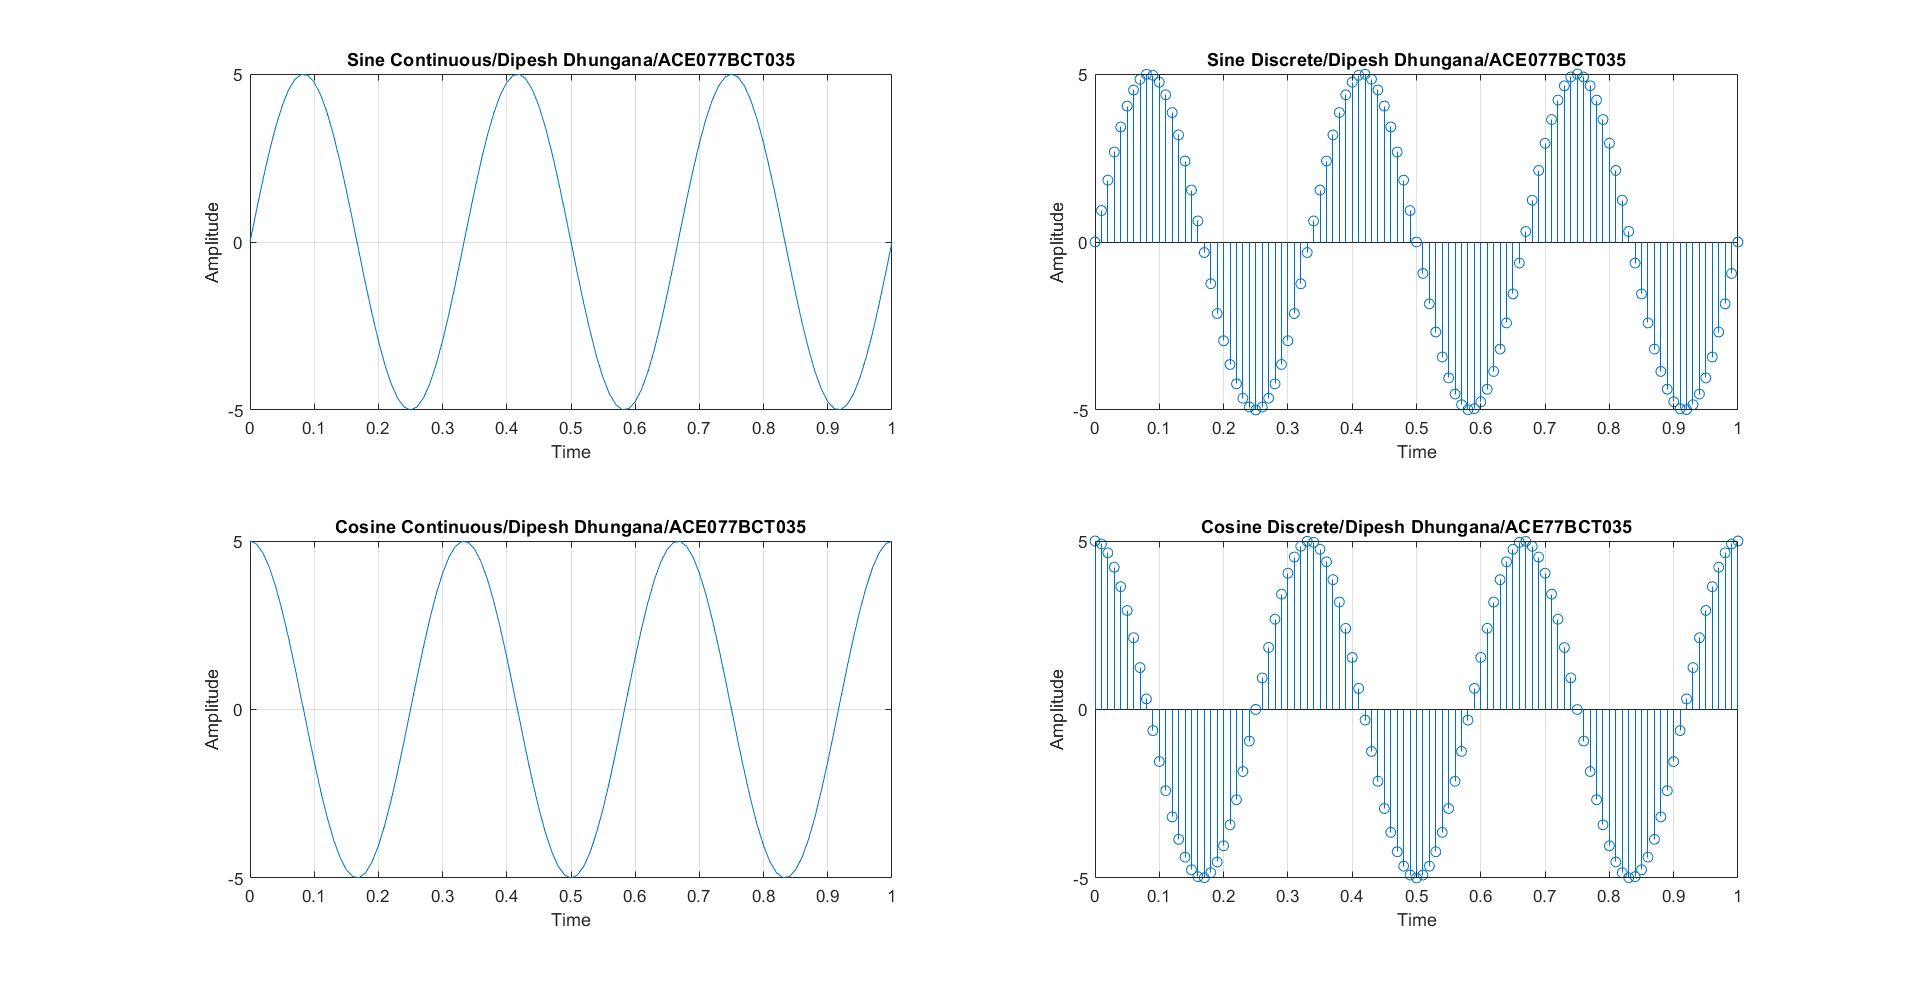 Sine Continuous/Dipesh Dhungana/ACE077BCT035
5
0
-5
Amplitude
0 0.1 0.2 0.3 0.4 0.5 0.6 0.7 0.8 0.9 1
Time
Sine Discrete/Dipesh Dhungana/ACE077BCT035
5
0
-5
Amplitude
0 0.1 0.2 0.3 0.4 0.5 0.6 0.7 0.8 0.9 1
Time
Cosine Continuous/Dipesh Dhungana/ACE077BCT035
5
0
-5
Amplitude
0 0.1 0.2 0.3 0.4 0.5 0.6 0.7 0.8 0.9 1
Time
Cosine Discrete/Dipesh Dhungana/ACE77BCT035
5
0
-5
Amplitude
0 0.1 0.2 0.3 0.4 0.5 0.6 0.7 0.8 0.9 1
Time